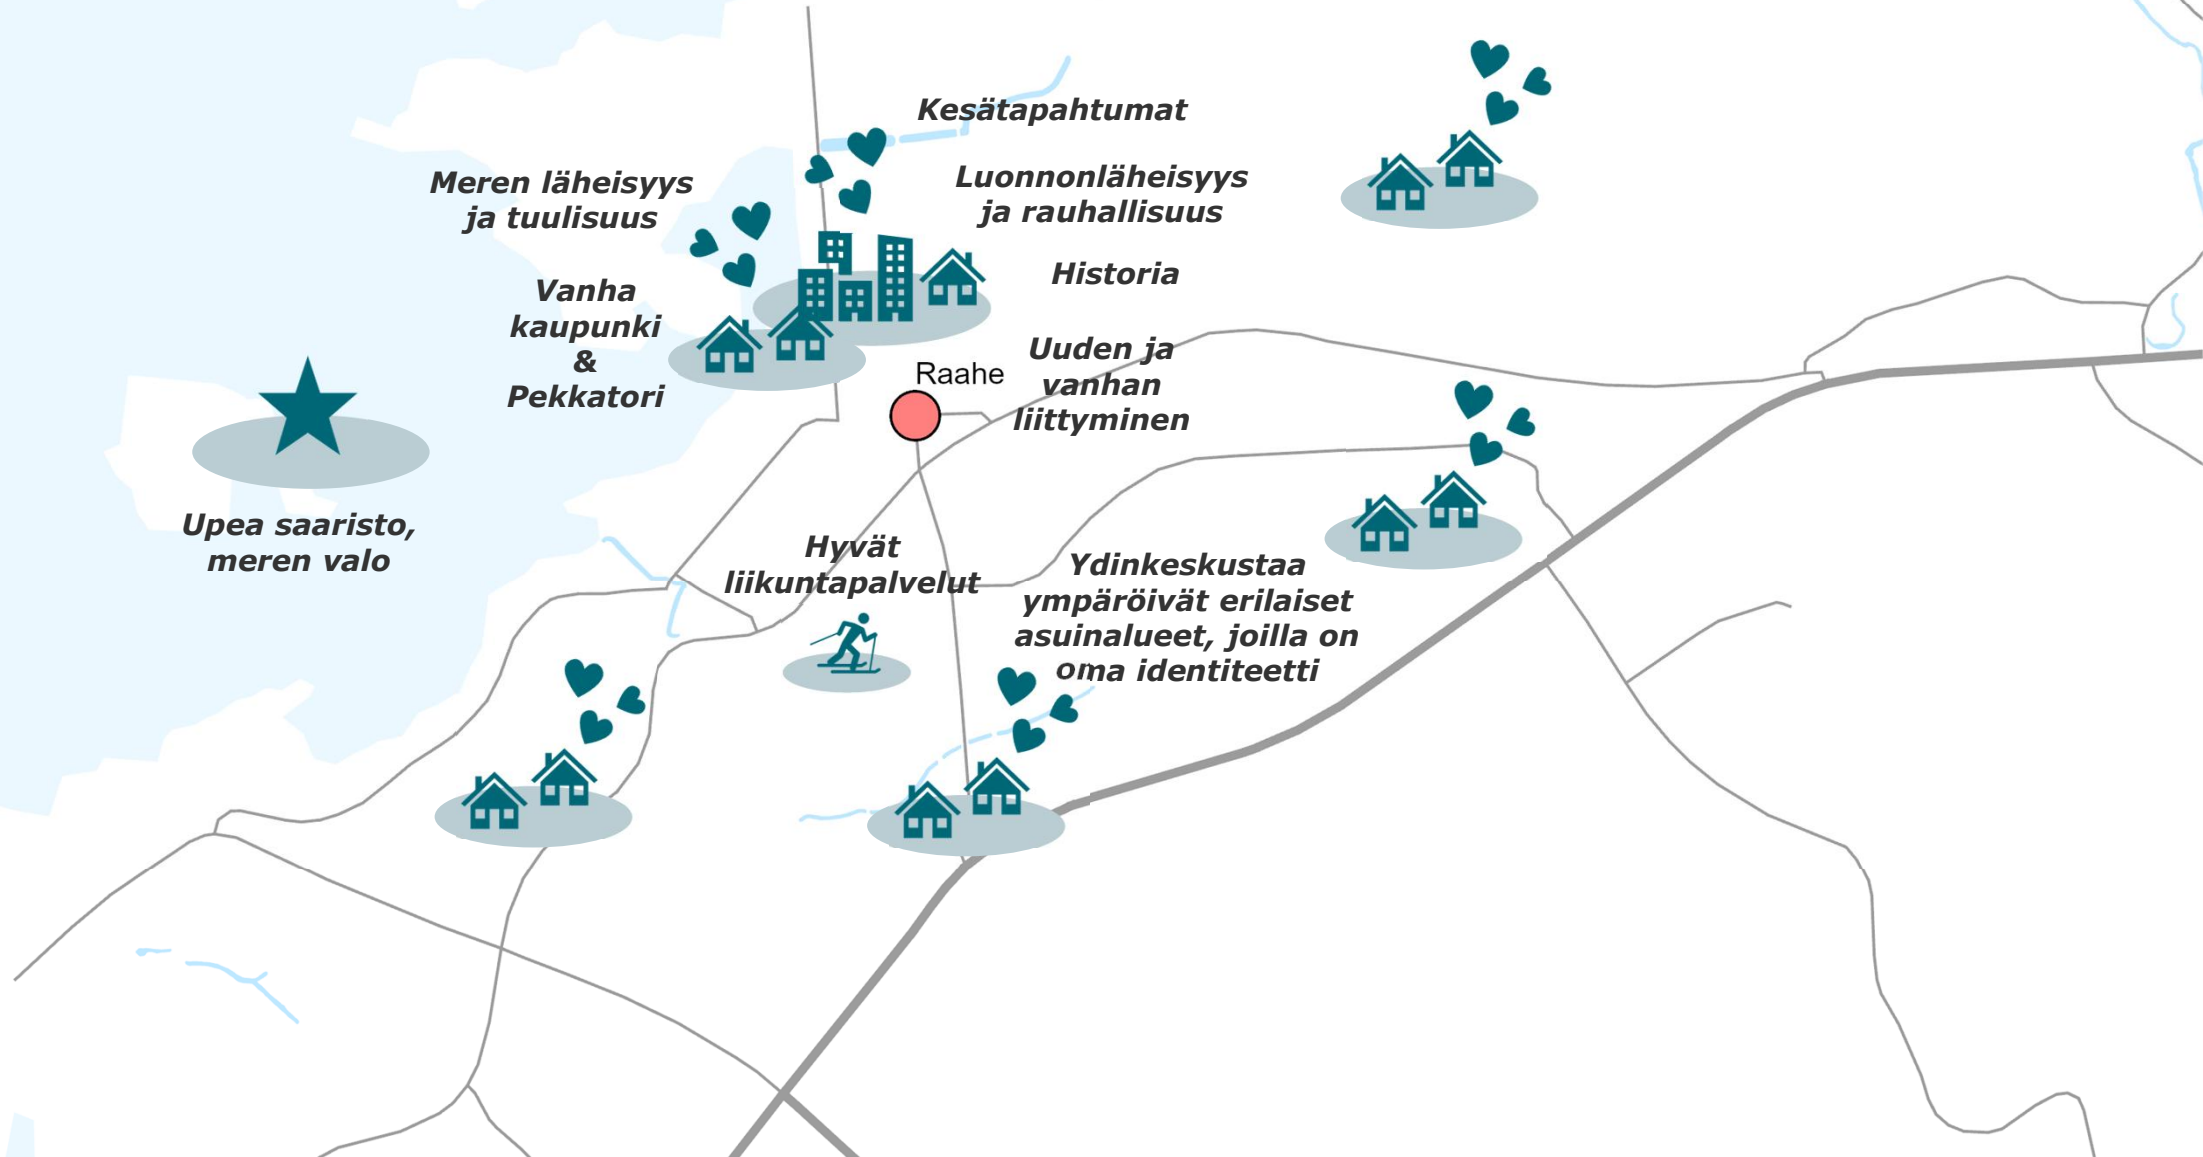 Kesätapahtumat
Meren läheisyys
ja tuulisuus
Luonnonläheisyys
ja rauhallisuus
Vanha
kaupunki
&
Pekkatori
Historia
Uuden ja
vanhan
liittyminen
Raahe
Upea saaristo,
meren valo
Hyvät
liikuntapalvelut
Ydinkeskustaa
ympäröivät erilaiset
asuinalueet, joilla on
oma identiteetti